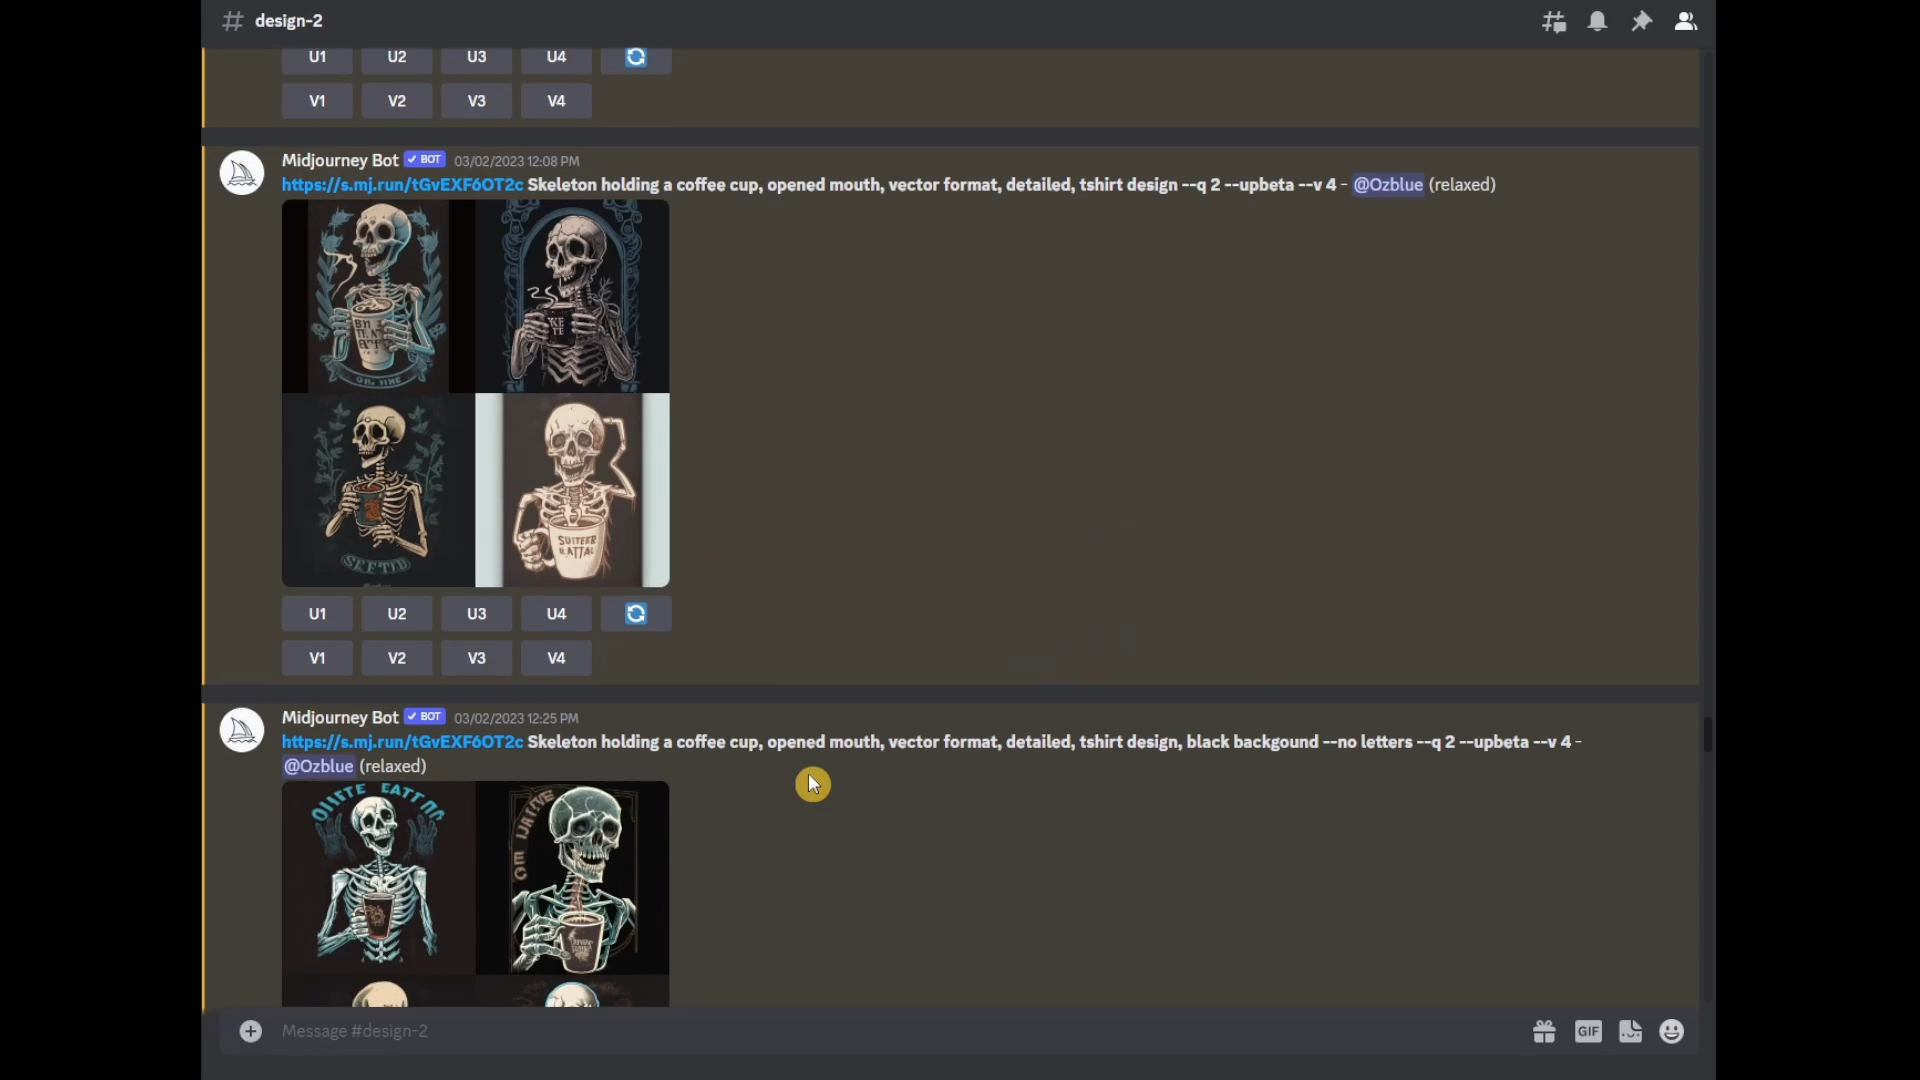 design-2
U1 U2 U3 U4
V1 V2 V3 V4
Midjourney Bot BOT 03/02/2023 12:08 PM
https://s.mj.run/tGvEXF6OT2c Skeleton holding a coffee cup, opened mouth, vector format, detailed, tshirt design --q 2 --upbeta --v 4 - @Ozblue (relaxed)
SUITEER
U1 U2 U3 U4
V1 V2 V3 V4
Midjourney Bot BOT 03/02/2023 12:25 PM
https://s.mj.run/tGvEXF6OT2c Skeleton holding a coffee cup, opened mouth, vector format, detailed, tshirt design, black backgound --no letters --q 2 --upbeta --v 4 -
@Ozblue (relaxed)
Message #design-2
GIF